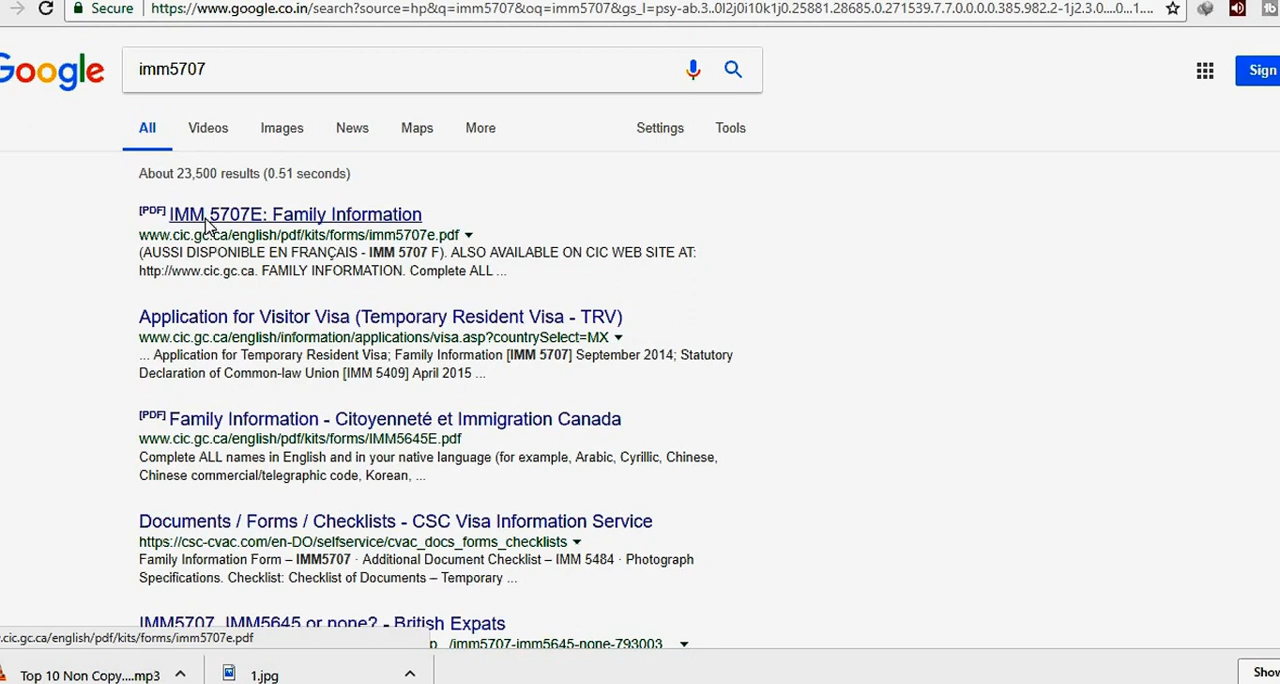 Secure https://www.google.co.in/search?source=hp&q=imm5707&oq=imm5707&gs_l=psy-ab.3..0l2j0i10k1j0.25881.28685.0.271539.7.7.0.0.0.0.385.982.2-1j2.3.0....0...1....
Google imm5707 Sign
All Videos Images News Maps More Settings Tools
About 23,500 results (0.51 seconds)
[PDF] IMM 5707E: Family Information
www.cic.gc.ca/english/pdf/kits/forms/imm5707e.pdf
(AUSSI DISPONIBLE EN FRANÇAIS - IMM 5707 F). ALSO AVAILABLE ON CIC WEB SITE AT:
http://www.cic.gc.ca. FAMILY INFORMATION. Complete ALL ...
Application for Visitor Visa (Temporary Resident Visa - TRV)
www.cic.gc.ca/english/information/applications/visa.asp?countrySelect=MX
... Application for Temporary Resident Visa; Family Information [IMM 5707] September 2014; Statutory
Declaration of Common-law Union [IMM 5409] April 2015 ...
[PDF] Family Information - Citoyenneté et Immigration Canada
www.cic.gc.ca/english/pdf/kits/forms/IMM5645E.pdf
Complete ALL names in English and in your native language (for example, Arabic, Cyrillic, Chinese,
Chinese commercial/telegraphic code, Korean, ...
Documents / Forms / Checklists - CSC Visa Information Service
https://csc-cvac.com/en-DO/selfservice/cvac_docs_forms_checklists
Family Information Form – IMM5707 · Additional Document Checklist – IMM 5484 · Photograph
Specifications. Checklist: Checklist of Documents – Temporary ...
IMM5707, IMM5645 or none? - British Expats
.cic.gc.ca/english/pdf/kits/forms/imm5707e.pdf
/imm5707-imm5645-none-793003
Top 10 Non Copy....mp3 1.jpg Show